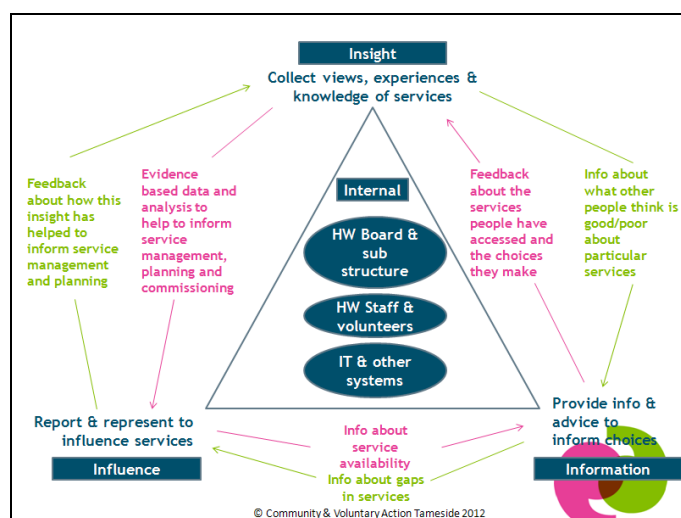 Insight
Collect views, experiences &
knowledge of services
Feedback
about how this
insight has
helped to
inform service
management
and planning
Evidence
based data and
analysis to
help to inform
service
management,
planning and
commissioning
Internal
HW Board &
sub
structure
HW Staff &
volunteers
IT & other
systems
Feedback
about the
services
people have
accessed and
the choices
they make
Info about
what other
people think is
good/poor
about
particular
services
Report & represent to
influence services
Influence
Info about
service
availability
Info about gaps
in services
Provide info &
advice to
inform choices
Information
© Community & Voluntary Action Tameside 2012